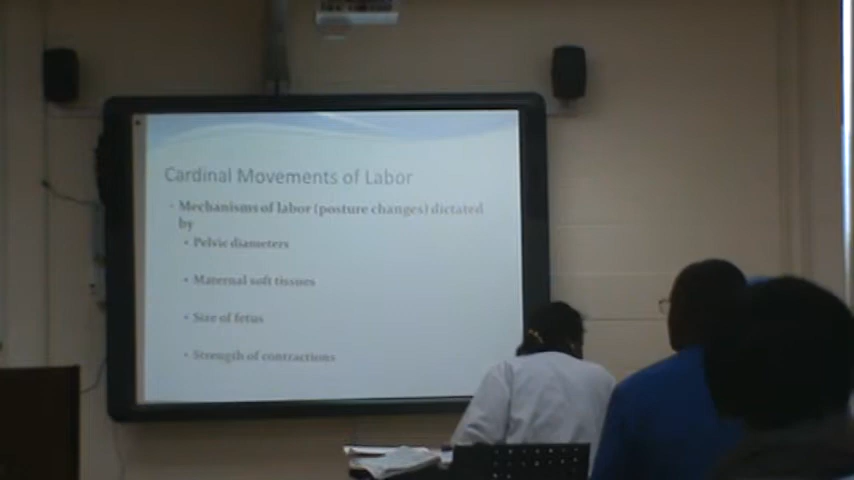 Cardinal Movements of Labor
• Mechanisms of labor (posture changes) dictated
by
• Pelvic diameters
• Maternal soft tissues
• Size of fetus
• Strength of contractions